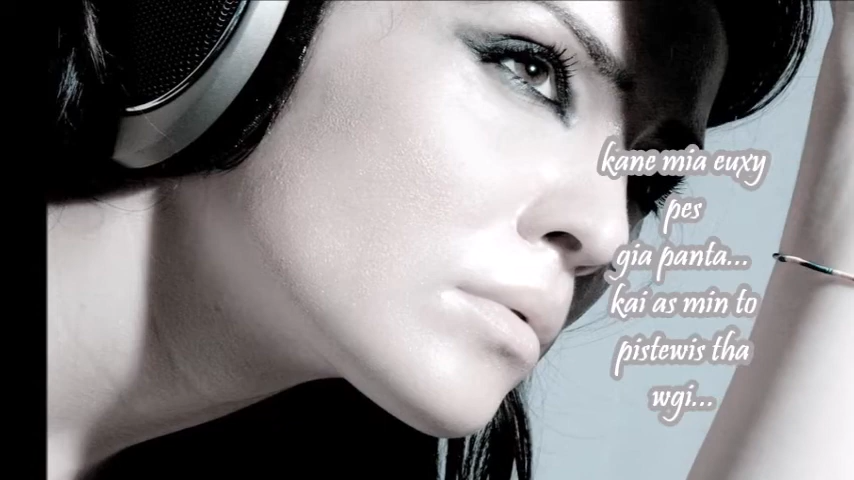 kane mia euxy
pes
gia panta...
kai as min to
pistewis tha
wgi...